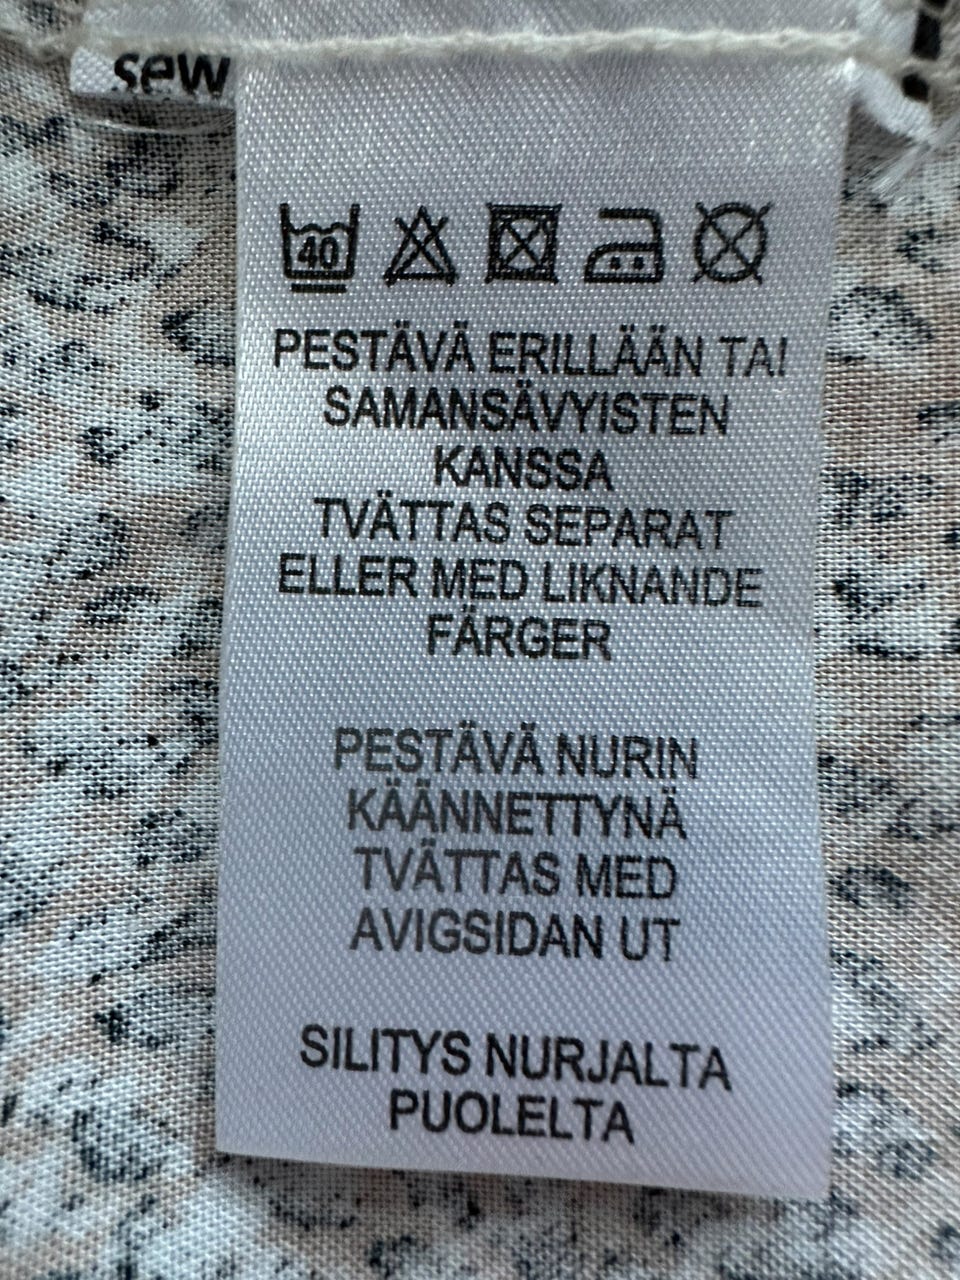 sew
40
PESTÄVÄ ERILLÄÄN TAI
SAMANSÄVYISTEN
KANSSA
TVÄTTAS SEPARAT
ELLER MED LIKNANDE
FÄRGER
PESTÄVÄ NURIN
KÄÄNNETTYNÄ
TVÄTTAS MED
AVIGSIDAN UT
SILITYS NURJALTA
PUOLELTA